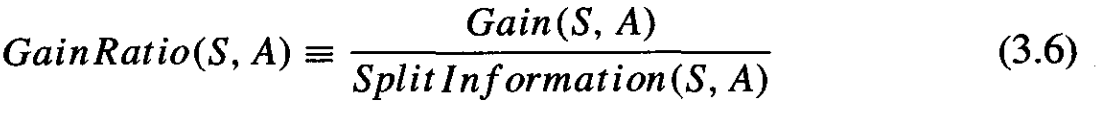 GainRatio(S, A) ≡ Gain(S, A) / SplitInformation(S, A) (3.6)